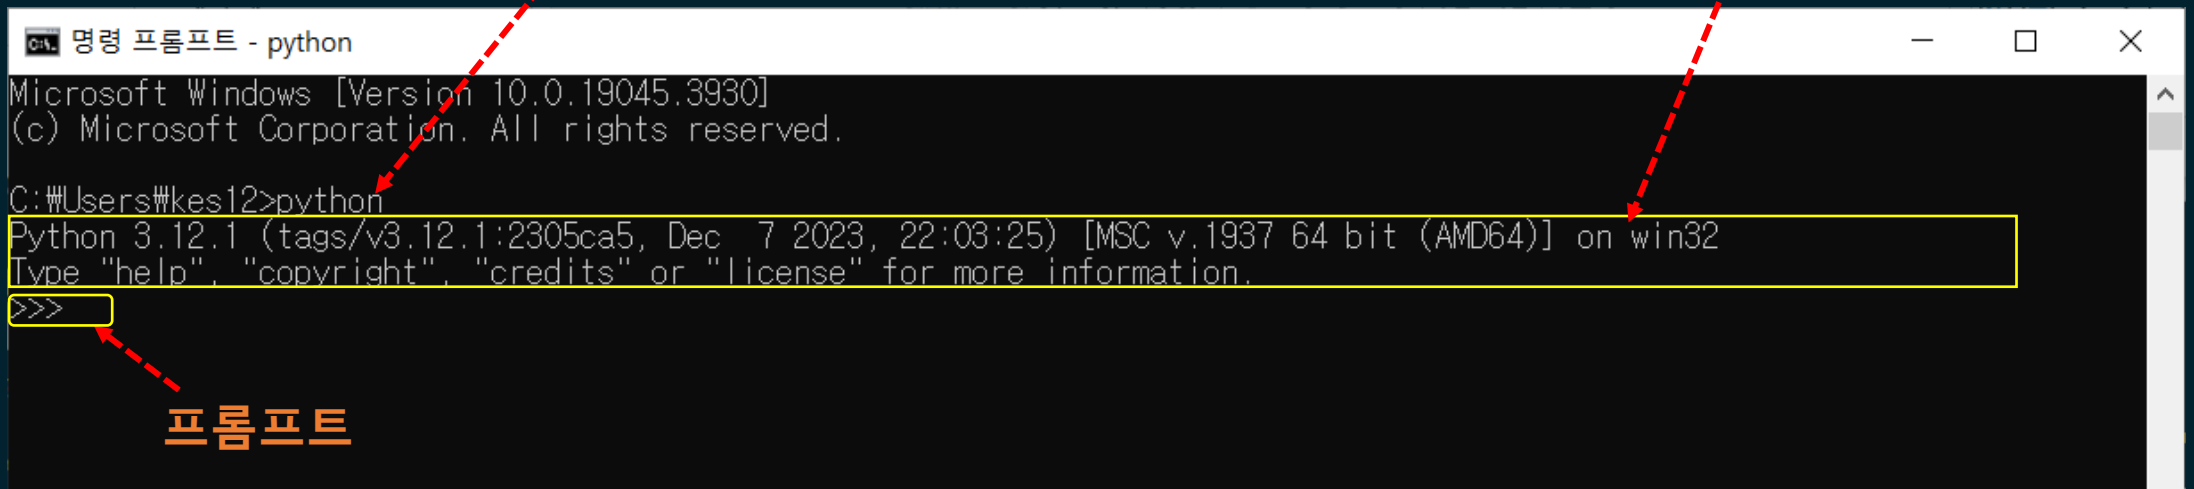 명령 프롬프트 - python
Microsoft Windows [Version 10.0.19045.3930]
(c) Microsoft Corporation. All rights reserved.
C:₩Users₩kes12>python
Python 3.12.1 (tags/v3.12.1:2305ca5, Dec  7 2023, 22:03:25) [MSC v.1937 64 bit (AMD64)] on win32
Type "help", "copyright", "credits" or "license" for more information.
>>>
프롬프트